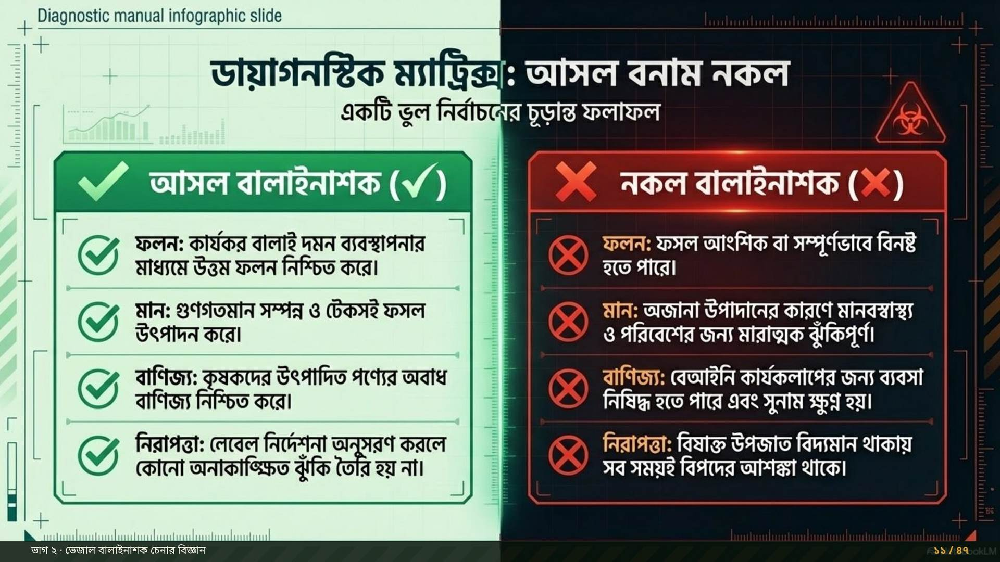 Diagnostic manual infographic slide
ডায়াগনস্টিক ম্যাট্রিক্স: আসল বনাম নকল
একটি ভুল নির্বাচনের চূড়ান্ত ফলাফল
আসল বালাইনাশক (✓)
ফলন: কার্যকর বালাই দমন ব্যবস্থাপনার
মাধ্যমে উত্তম ফলন নিশ্চিত করে।
মান: গুণগতমান সম্পন্ন ও টেকসই ফসল
উৎপাদন করে।
বাণিজ্য: কৃষকদের উৎপাদিত পণ্যের অবাধ
বাণিজ্য নিশ্চিত করে।
নিরাপত্তা: লেবেল নির্দেশনা অনুসরণ করলে
কোনো অনাকাঙ্ক্ষিত ঝুঁকি তৈরি হয় না।
নকল বালাইনাশক (✗)
ফলন: ফসল আংশিক বা সম্পূর্ণভাবে বিনষ্ট
হতে পারে।
মান: অজানা উপাদানের কারণে মানবস্বাস্থ্য
ও পরিবেশের জন্য মারাত্মক ঝুঁকিপূর্ণ।
বাণিজ্য: বেআইনি কার্যকলাপের জন্য ব্যবসা
নিষিদ্ধ হতে পারে এবং সুনাম ক্ষুণ্ন হয়।
নিরাপত্তা: বিষাক্ত উপজাত বিদ্যমান থাকায়
সব সময়ই বিপদের আশঙ্কা থাকে।
ভাগ ২ · ভেজাল বালাইনাশক চেনার বিজ্ঞান
১১ / ৪৭